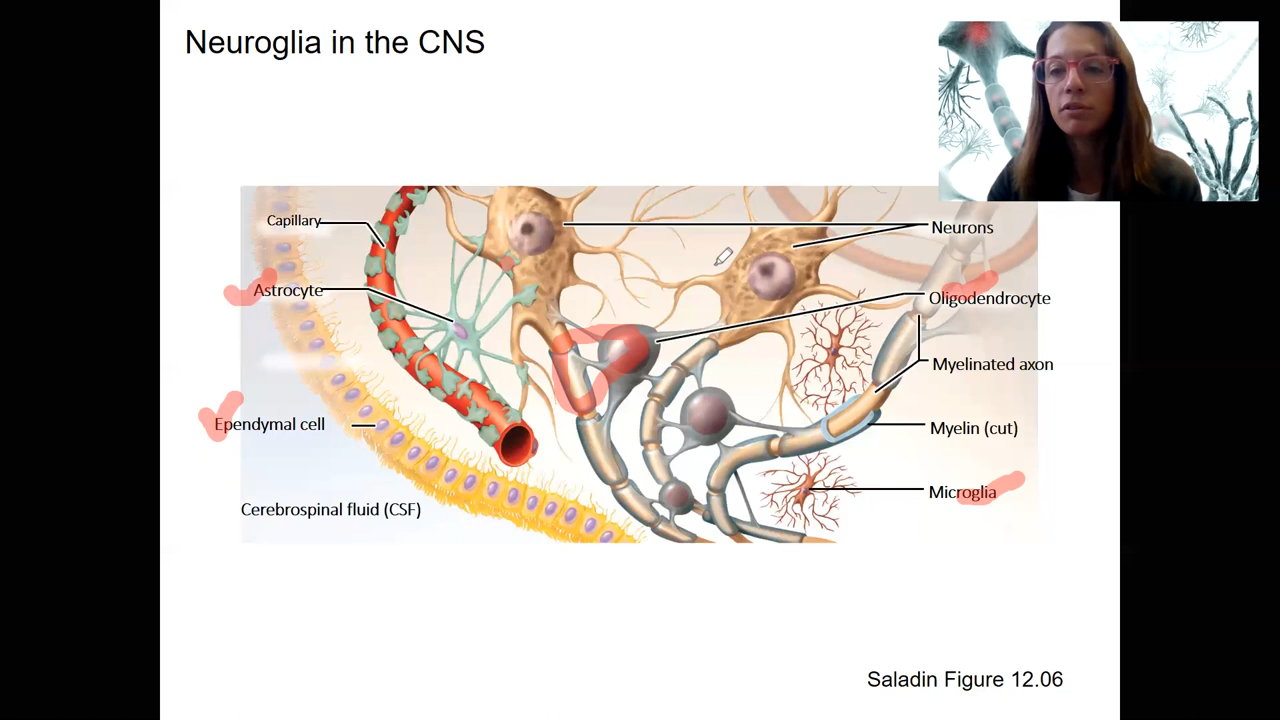 Neuroglia in the CNS
Capillary
Astrocyte
Ependymal cell
Cerebrospinal fluid (CSF)
Neurons
Oligodendrocyte
Myelinated axon
Myelin (cut)
Microglia
Saladin Figure 12.06